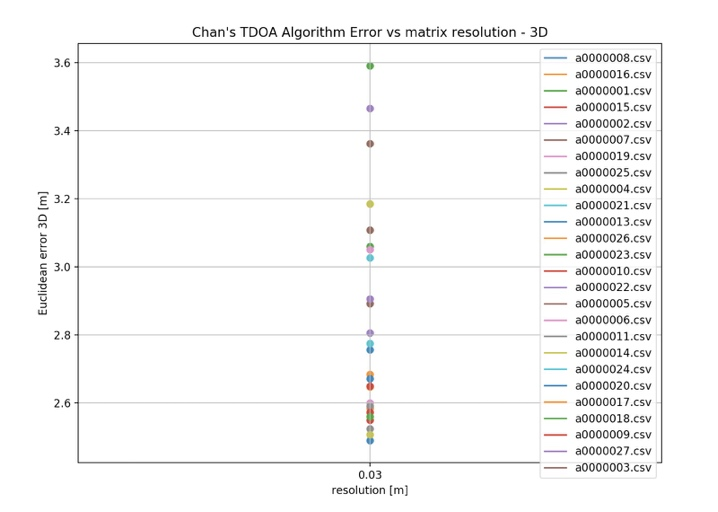 Chan's TDOA Algorithm Error vs matrix resolution - 3D
3.6
3.4
3.2
3.0
2.8
2.6
Euclidean error 3D [m]
0.03
resolution [m]
a0000008.csv
a0000016.csv
a0000001.csv
a0000015.csv
a0000002.csv
a0000007.csv
a0000019.csv
a0000025.csv
a0000004.csv
a0000021.csv
a0000013.csv
a0000026.csv
a0000023.csv
a0000010.csv
a0000022.csv
a0000005.csv
a0000006.csv
a0000011.csv
a0000014.csv
a0000024.csv
a0000020.csv
a0000017.csv
a0000018.csv
a0000009.csv
a0000027.csv
a0000003.csv